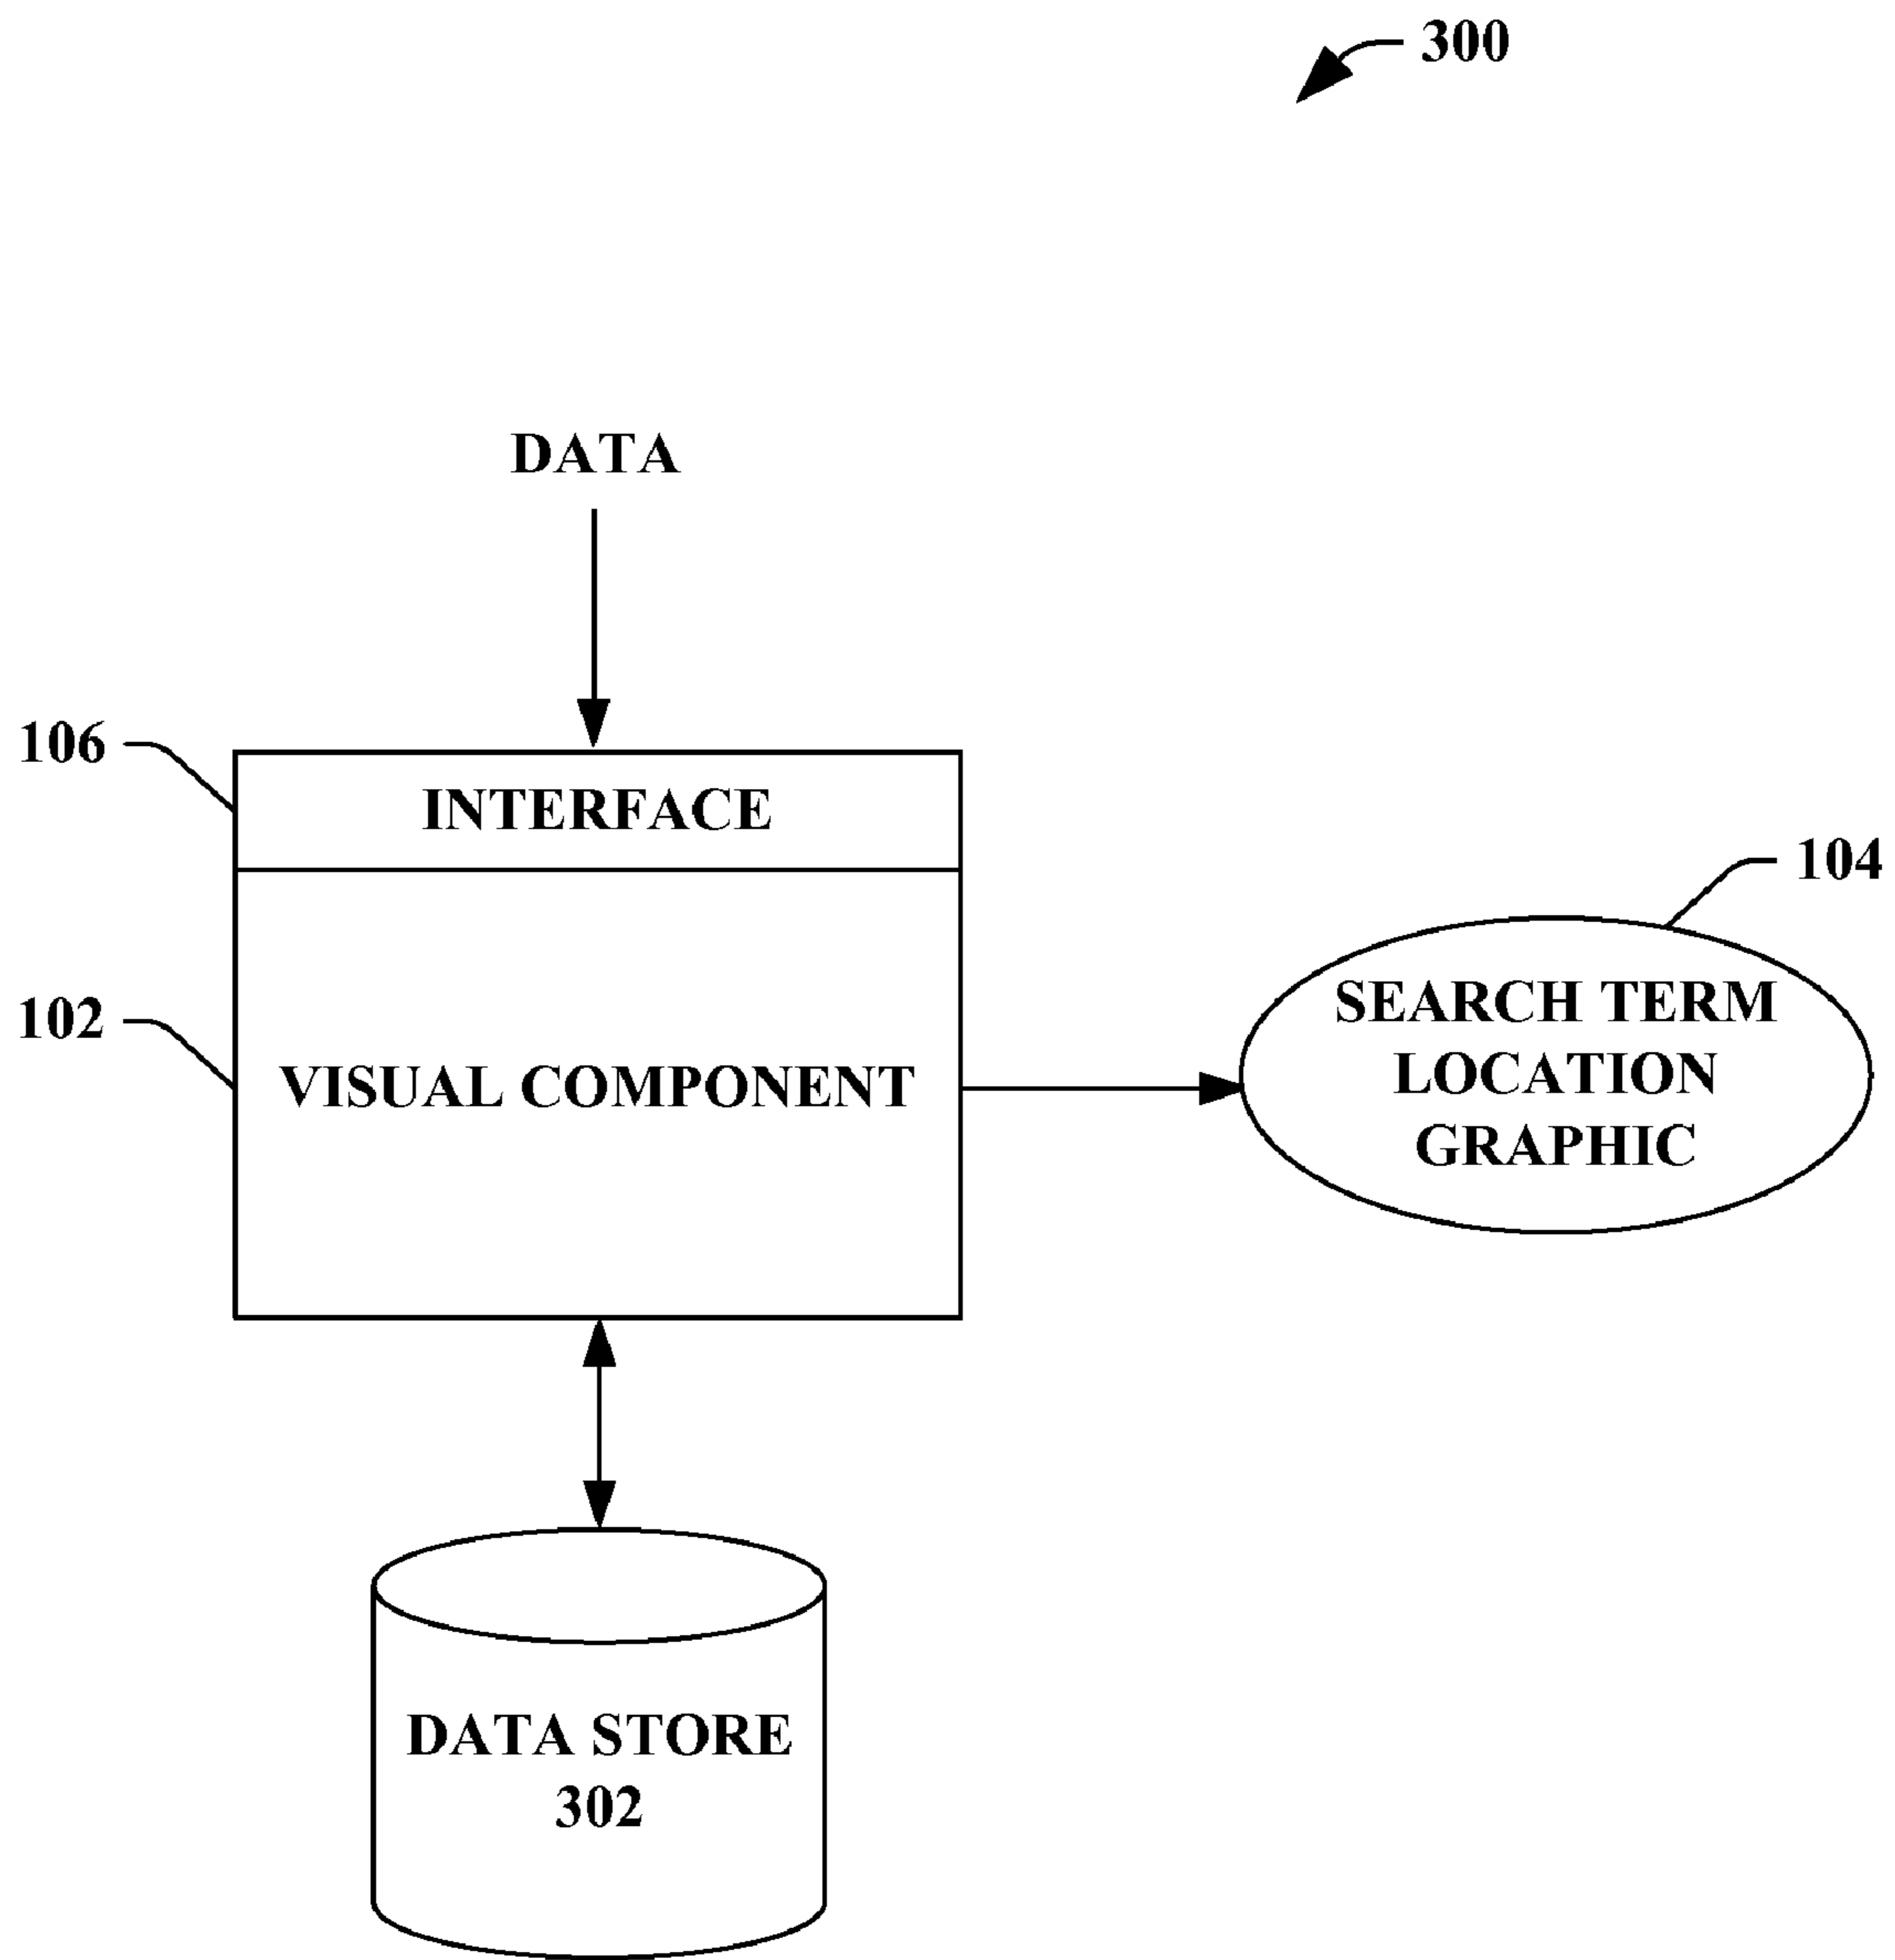 300
DATA
106
INTERFACE
104
SEARCH TERM
LOCATION
GRAPHIC
102
VISUAL COMPONENT
DATA STORE
302